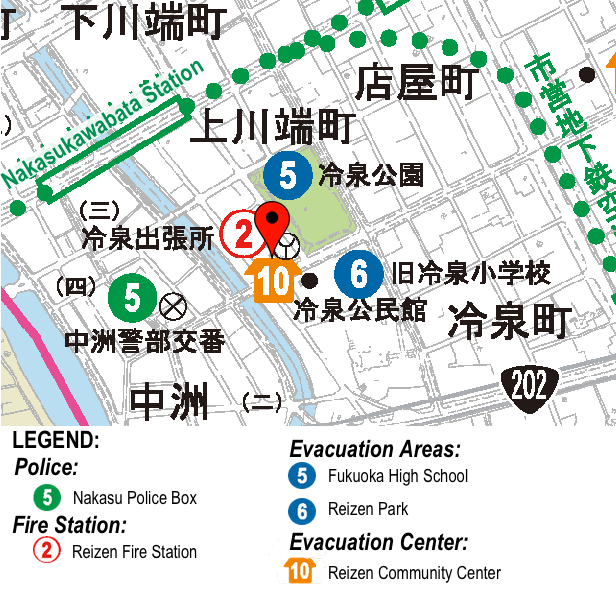 丁 下川端町
店屋町
Nakasukawabata Station
上川端町
市営地下鉄空
)
5 冷泉公園
(三)
冷泉出張所 2
10
6 旧冷泉小学校
(四)
5
冷泉公民館
中洲警部交番
冷泉町
中洲 (二)
202
LEGEND:
Police:
5 Nakasu Police Box
Fire Station:
2 Reizen Fire Station
Evacuation Areas:
5 Fukuoka High School
6 Reizen Park
Evacuation Center:
10 Reizen Community Center